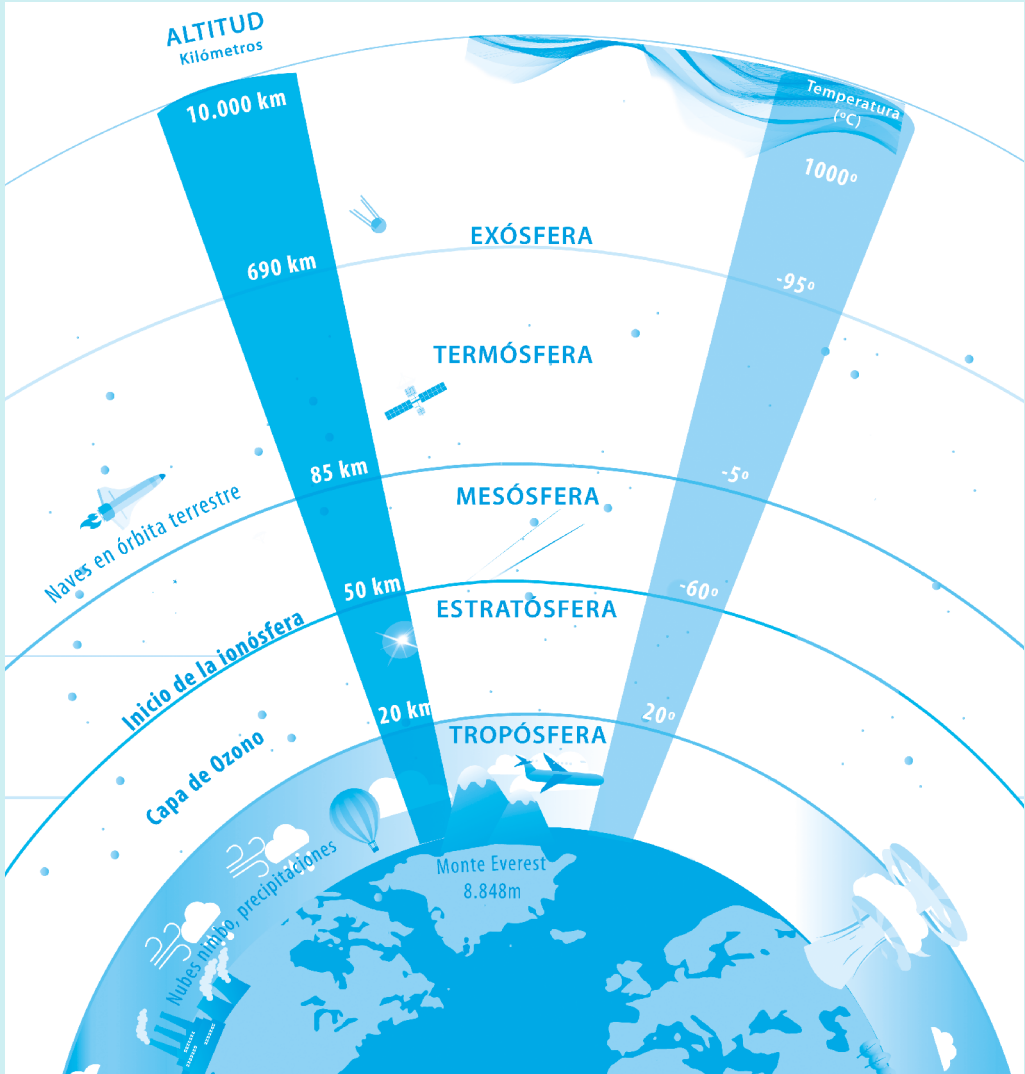 ALTITUD
Kilómetros
10.000 km
Temperatura
(ºC)
1000º
EXÓSFERA
690 km
-95º
TERMÓSFERA
85 km
-5º
MESÓSFERA
Naves en órbita terrestre
50 km
-60º
ESTRATÓSFERA
Inicio de la ionósfera
20 km
20º
TROPÓSFERA
Capa de Ozono
Monte Everest
8.848m
Nubes nimbo, precipitaciones